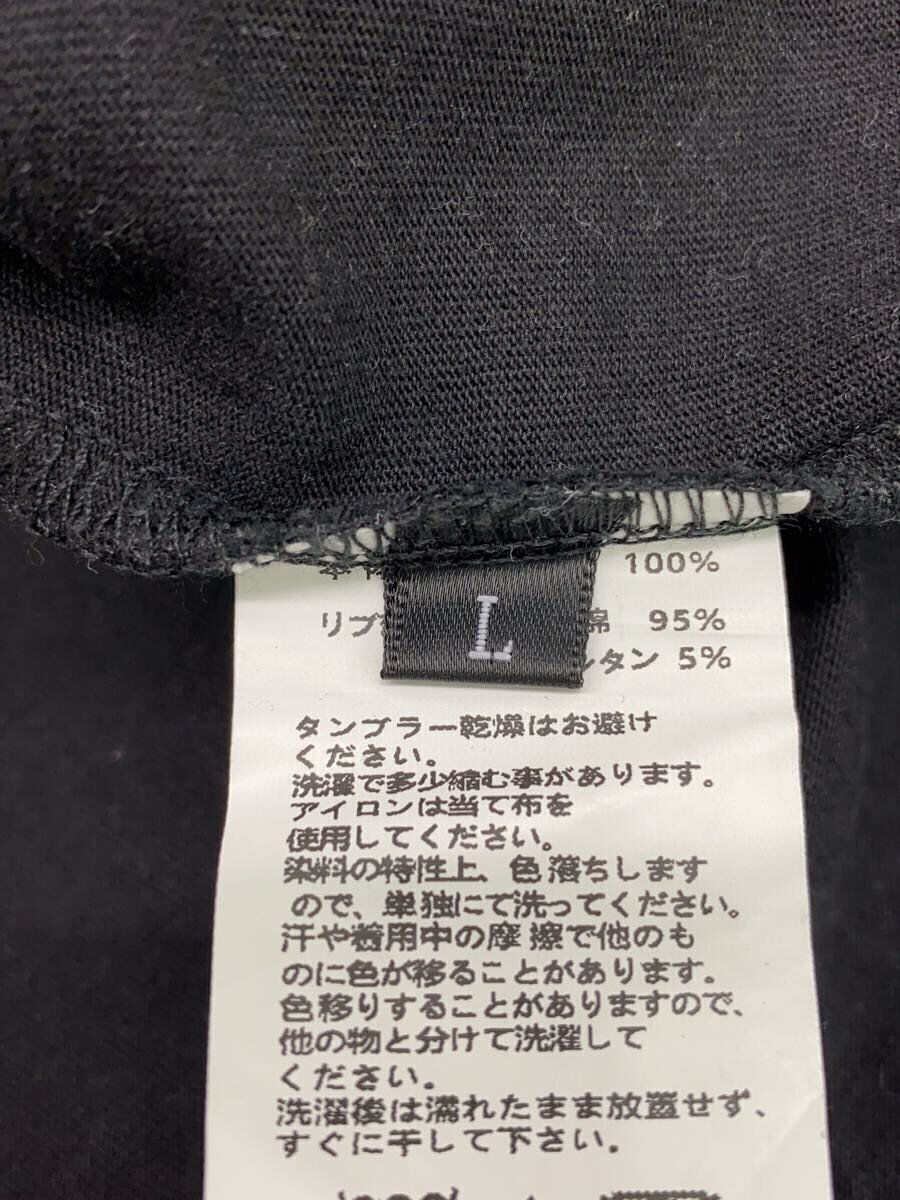 100%
リブ 綿 95%
L
ルタン 5%
タンブラー乾燥はお避け
ください。
洗濯で多少縮む事があります。
アイロンは当て布を
使用してください。
染料の特性上、色落ちします
ので、単独にて洗ってください。
汗や着用中の摩擦で他のも
のに色が移ることがあります。
色移りすることがありますので、
他の物と分けて洗濯して
ください。
洗濯後は濡れたまま放置せず、
すぐに干して下さい。